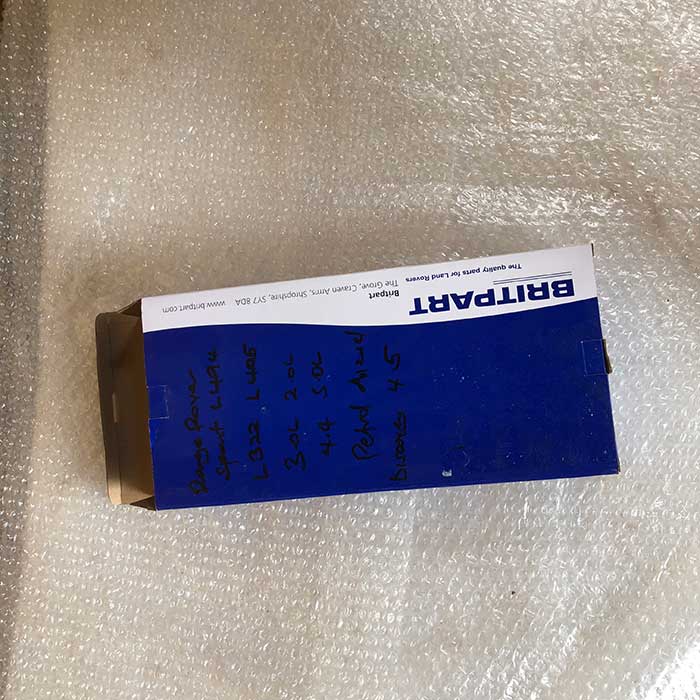 BRITPART
The quality parts for Land Rovers
Britpart
The Grove, Craven Arms, Shropshire, SY7 8DA www.britpart.com
Range Rover
Sport L494
L322 L405
3.0L 2.0L
4.4 5.0L
Petrol diesel
4.5